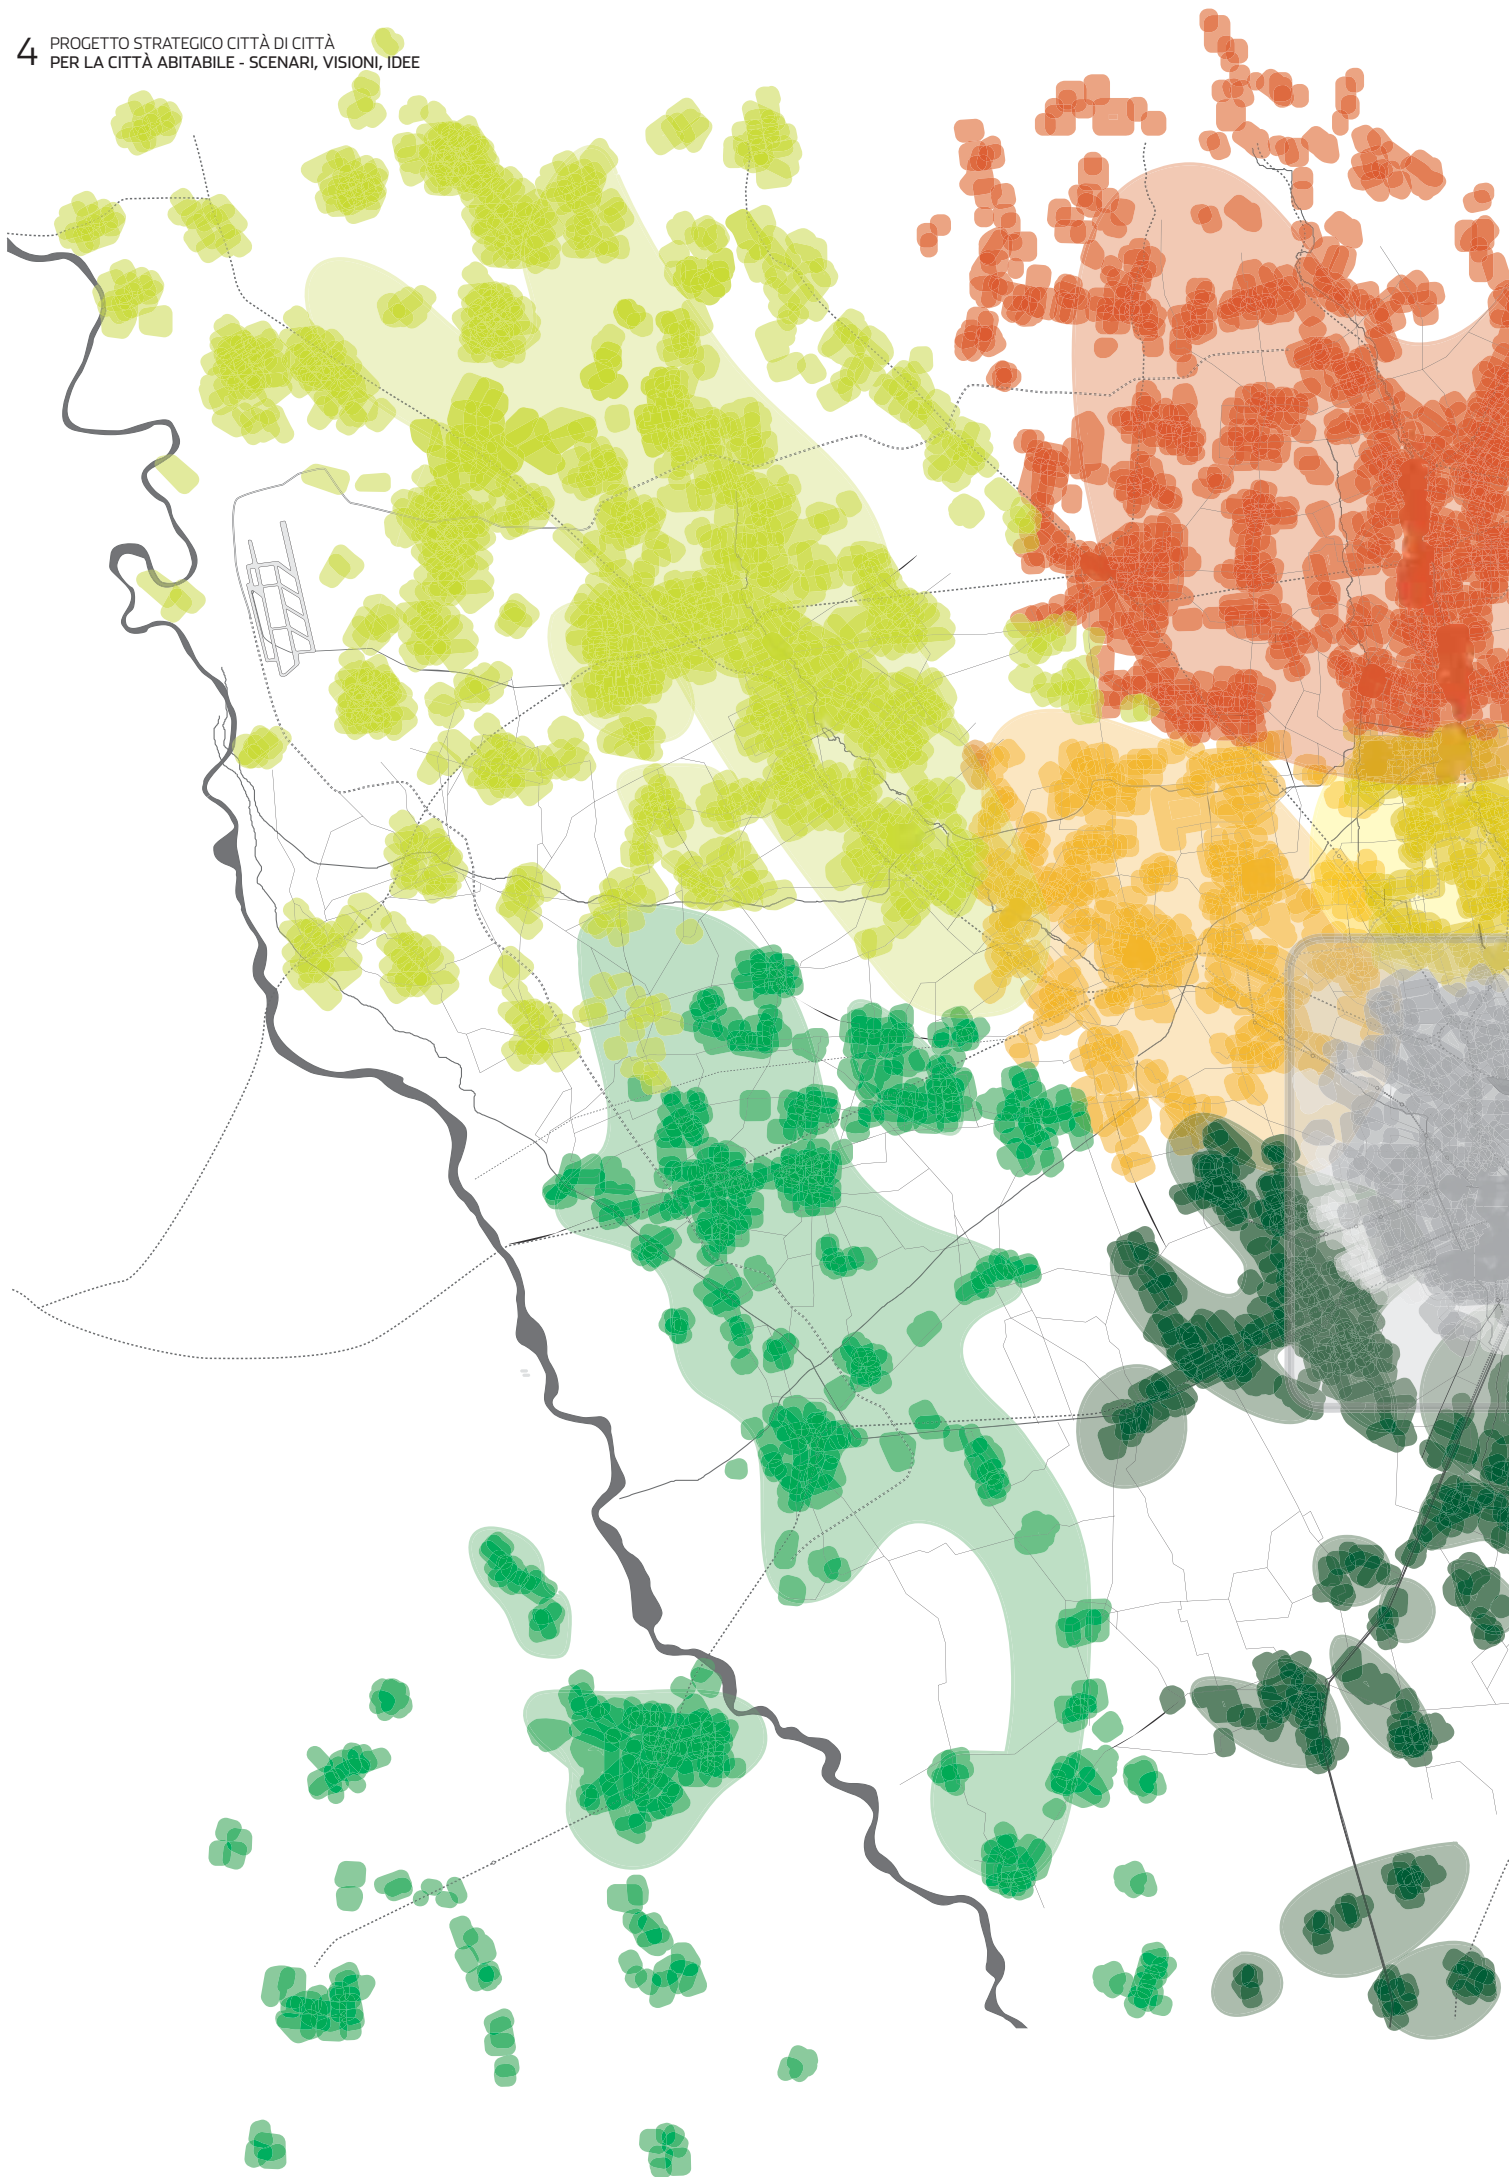 4 PROGETTO STRATEGICO CITTÀ DI CITTÀ
PER LA CITTÀ ABITABILE - SCENARI, VISIONI, IDEE